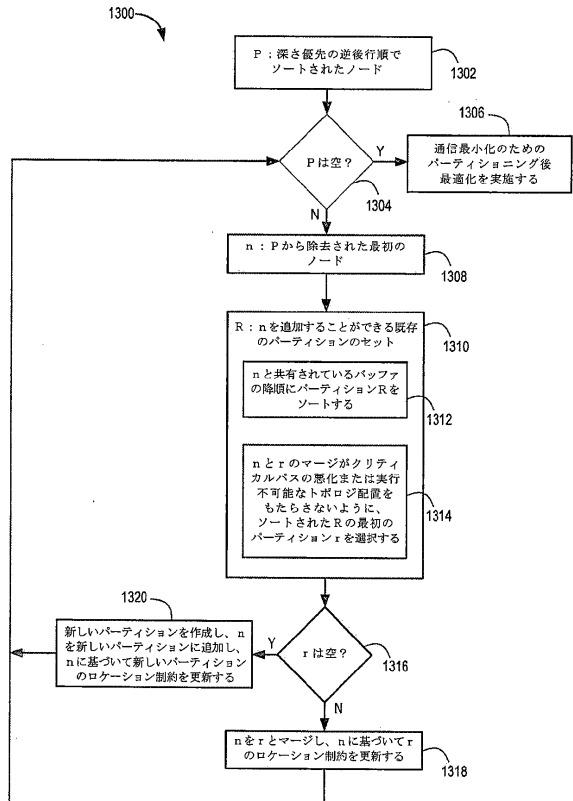 1300
P：深さ優先の逆後行順で
ソートされたノード
1302
1306
Pは空？
Y
通信最小化のための
パーティショニング後
最適化を実施する
1304
N
n：Pから除去された最初の
ノード
1308
R：nを追加することができる既存
のパーティションのセット
1310
nと共有されているバッファ
の降順にパーティションRを
ソートする
1312
nとrのマージがクリティ
カルパスの悪化または実行
不可能なトポロジ配置を
もたらさないように、
ソートされたRの最初の
パーティションrを選択する
1314
1320
新しいパーティションを作成し、n
を新しいパーティションに追加し、
nに基づいて新しいパーティション
のロケーション制約を更新する
Y
rは空？
1316
N
nをrとマージし、nに基づいてr
のロケーション制約を更新する
1318